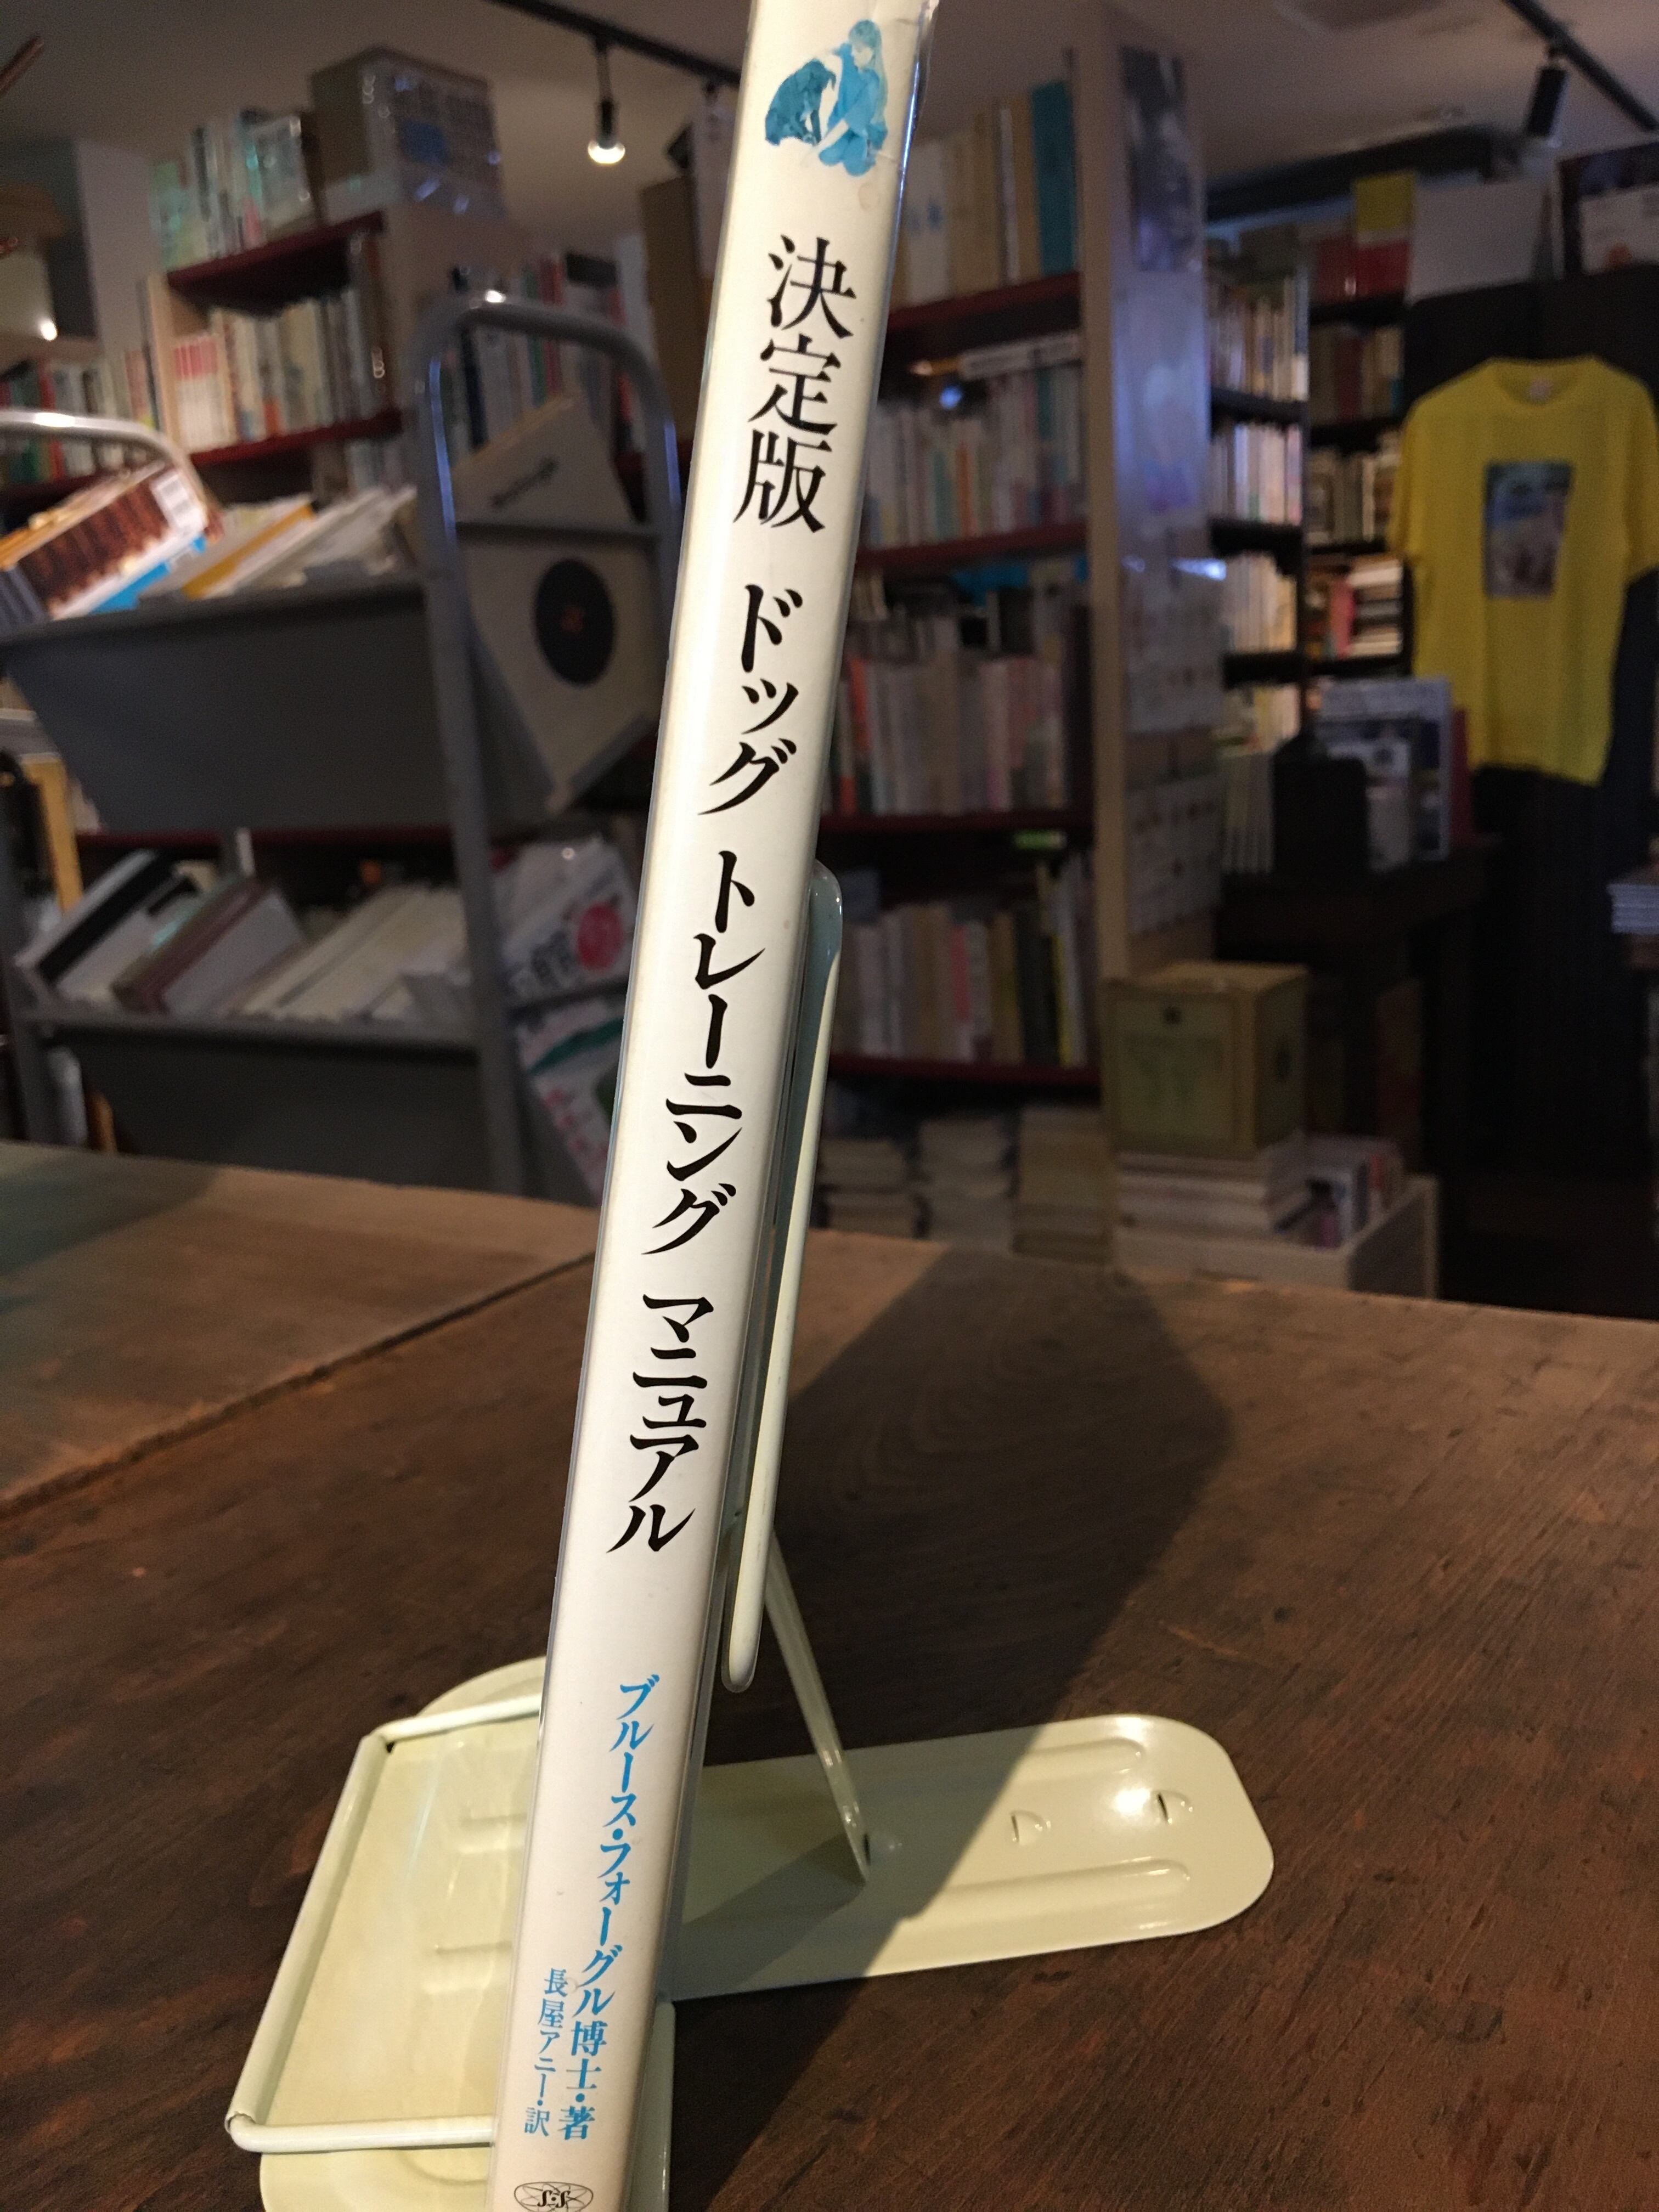 決定版 ドッグ トレーニング マニュアル
ブルース・フォーグル博士・著
長屋アニー・訳